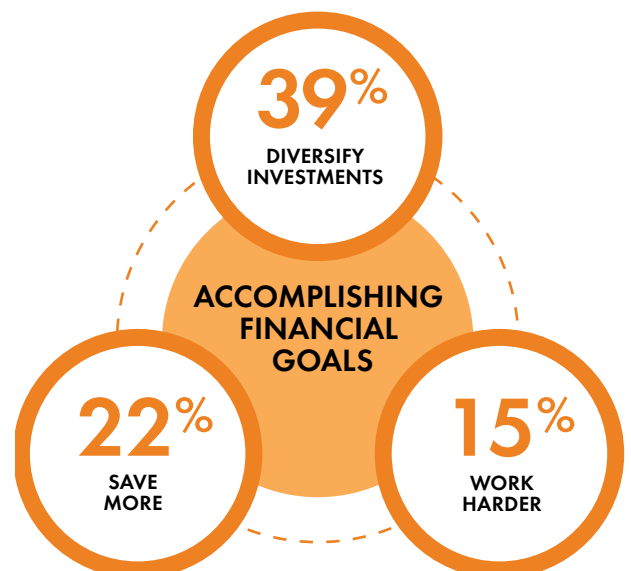 39%
DIVERSIFY
INVESTMENTS
ACCOMPLISHING
FINANCIAL
GOALS
22%
SAVE
MORE
15%
WORK
HARDER